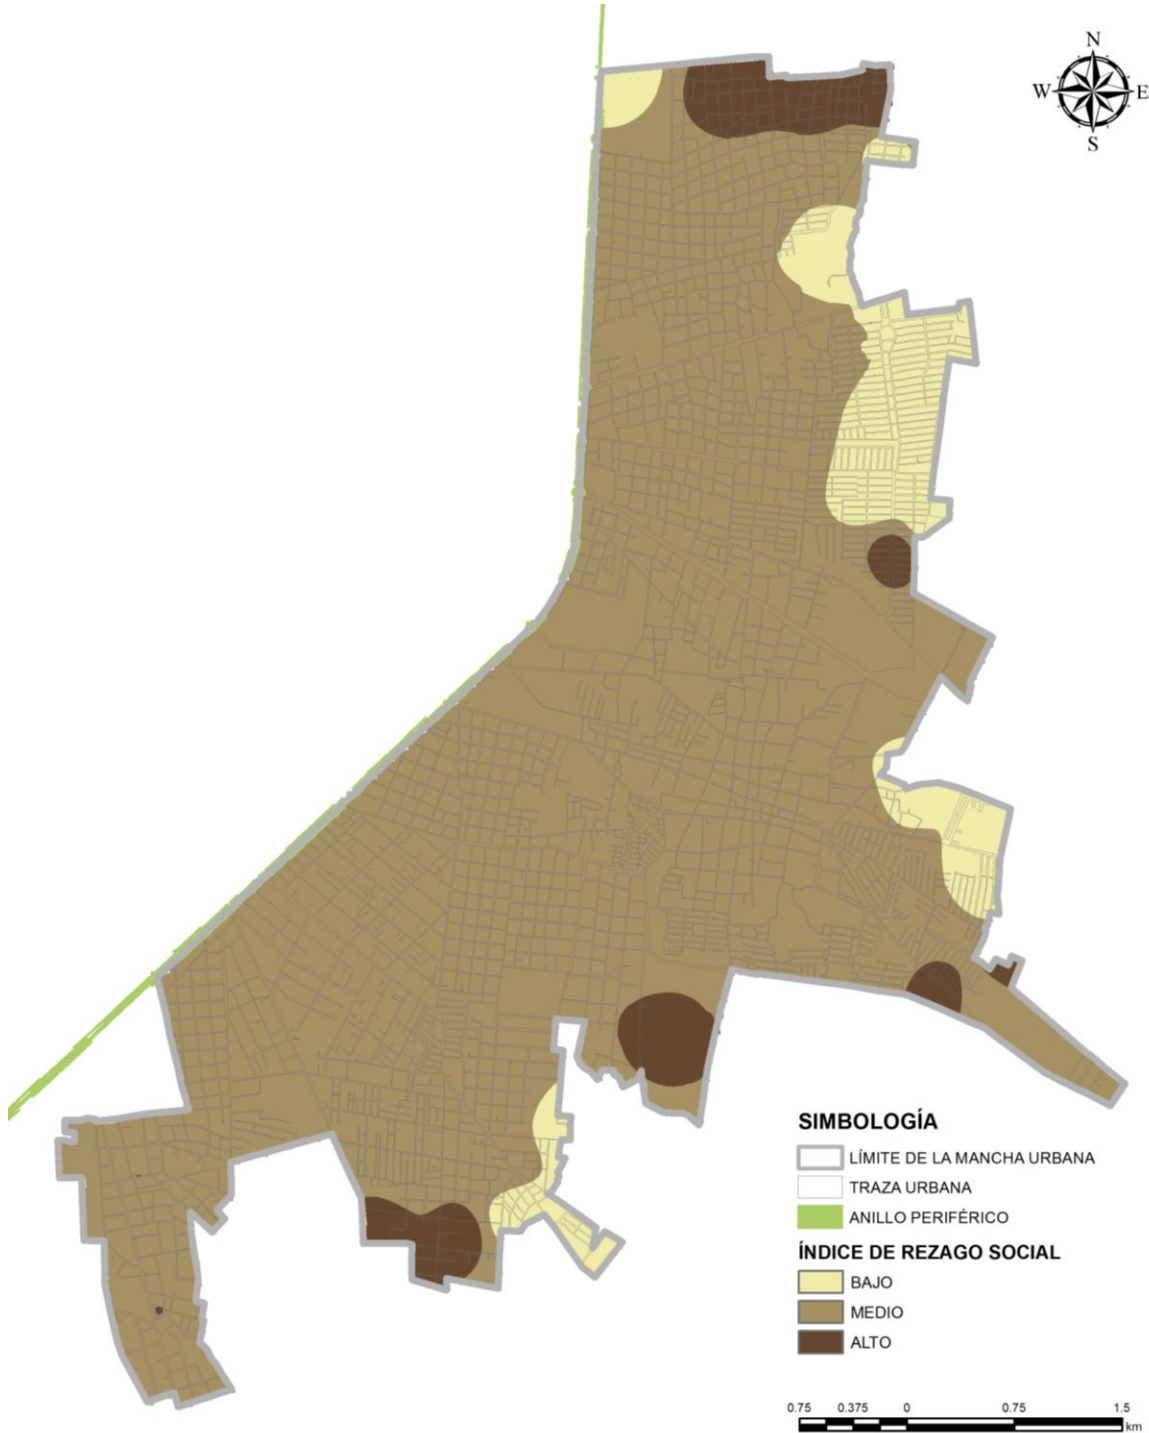 N
W
E
S
SIMBOLOGÍA
LÍMITE DE LA MANCHA URBANA
TRAZA URBANA
ANILLO PERIFÉRICO
ÍNDICE DE REZAGO SOCIAL
BAJO
MEDIO
ALTO
0.75 0.375 0 0.75 1.5
km